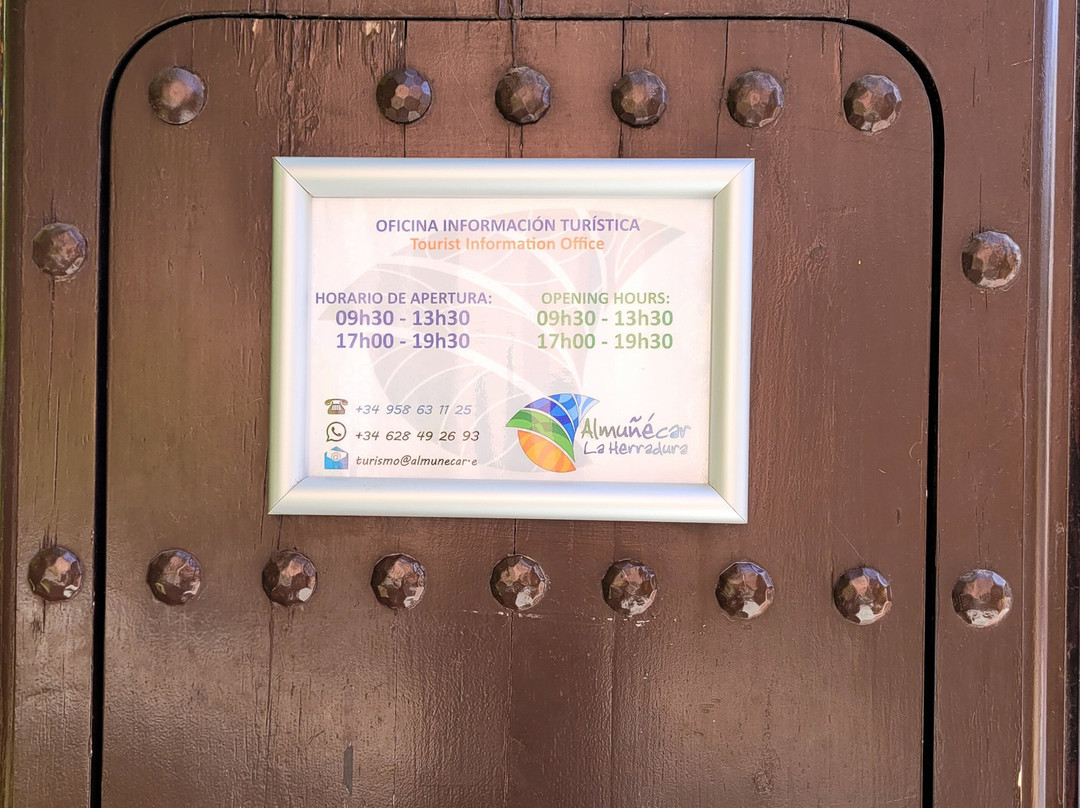 OFICINA INFORMACIÓN TURÍSTICA
Tourist Information Office
HORARIO DE APERTURA:
09h30 - 13h30
17h00 - 19h30
OPENING HOURS:
09h30 - 13h30
17h00 - 19h30
+34 958 63 11 25
+34 628 49 26 93
turismo@almunecar.e
Almuñécar
La Herradura